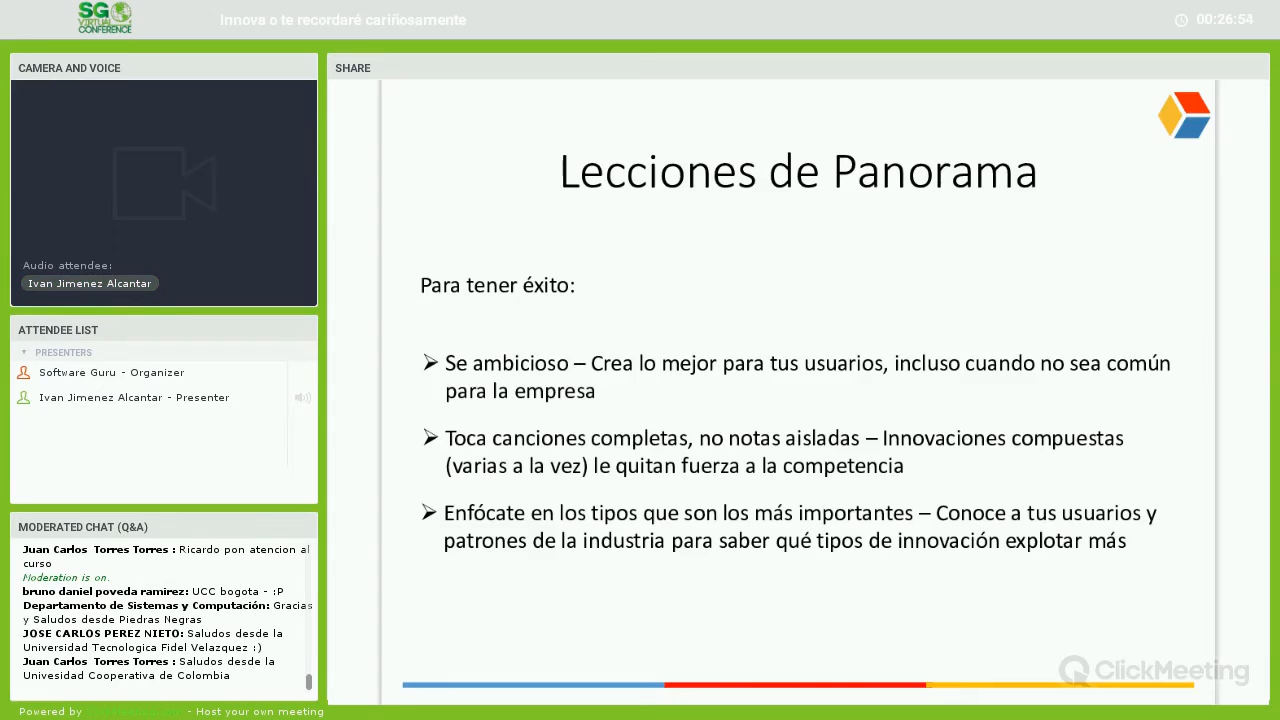 SG
VIRTUAL
CONFERENCE
Innova o te recordaré cariñosamente
00:26:54
CAMERA AND VOICE
Audio attendee:
Ivan Jimenez Alcantar
ATTENDEE LIST
PRESENTERS
Software Guru - Organizer
Ivan Jimenez Alcantar - Presenter
MODERATED CHAT (Q&A)
Juan Carlos Torres Torres : Ricardo pon atencion al
curso
Moderation is on.
bruno daniel poveda ramirez: UCC bogota - :P
Departamento de Sistemas y Computación: Gracias
y Saludos desde Piedras Negras
JOSE CARLOS PEREZ NIETO: Saludos desde la
Universidad Tecnologica Fidel Velazquez :)
Juan Carlos Torres Torres : Saludos desde la
Univesidad Cooperativa de Colombia
Powered by - Host your own meeting
SHARE
Lecciones de Panorama
Para tener éxito:
➢ Se ambicioso – Crea lo mejor para tus usuarios, incluso cuando no sea común
para la empresa
➢ Toca canciones completas, no notas aisladas – Innovaciones compuestas
(varias a la vez) le quitan fuerza a la competencia
➢ Enfócate en los tipos que son los más importantes – Conoce a tus usuarios y
patrones de la industria para saber qué tipos de innovación explotar más
ClickMeeting